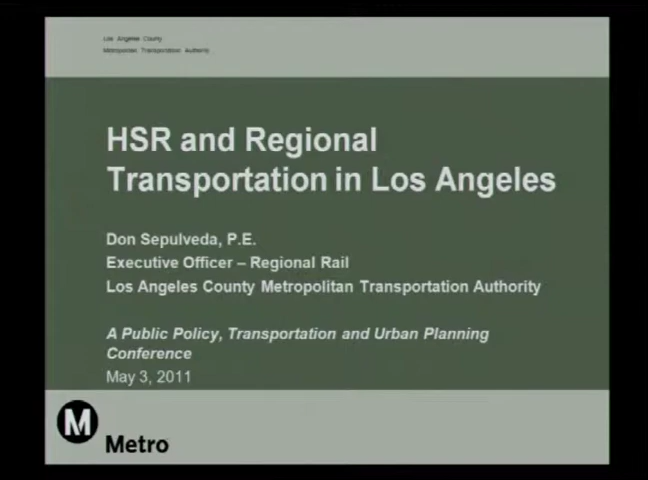 Los Angeles County
Metropolitan Transportation Authority
HSR and Regional
Transportation in Los Angeles
Don Sepulveda, P.E.
Executive Officer – Regional Rail
Los Angeles County Metropolitan Transportation Authority
A Public Policy, Transportation and Urban Planning
Conference
May 3, 2011
M
Metro